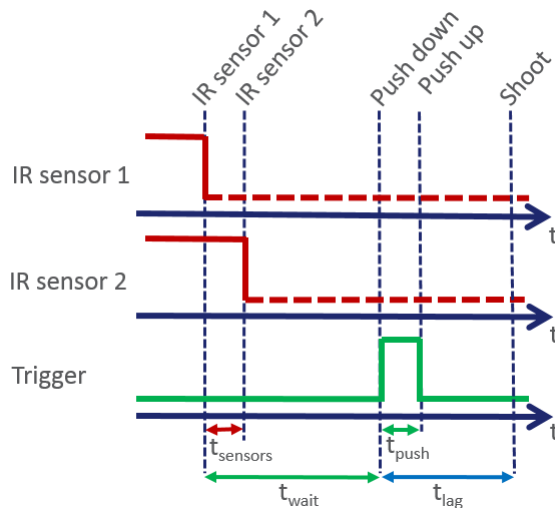 IR sensor 1
IR sensor 2
Push down
Push up
Shoot
IR sensor 1
t
IR sensor 2
t
Trigger
t
tsensors
tpush
twait
tlag